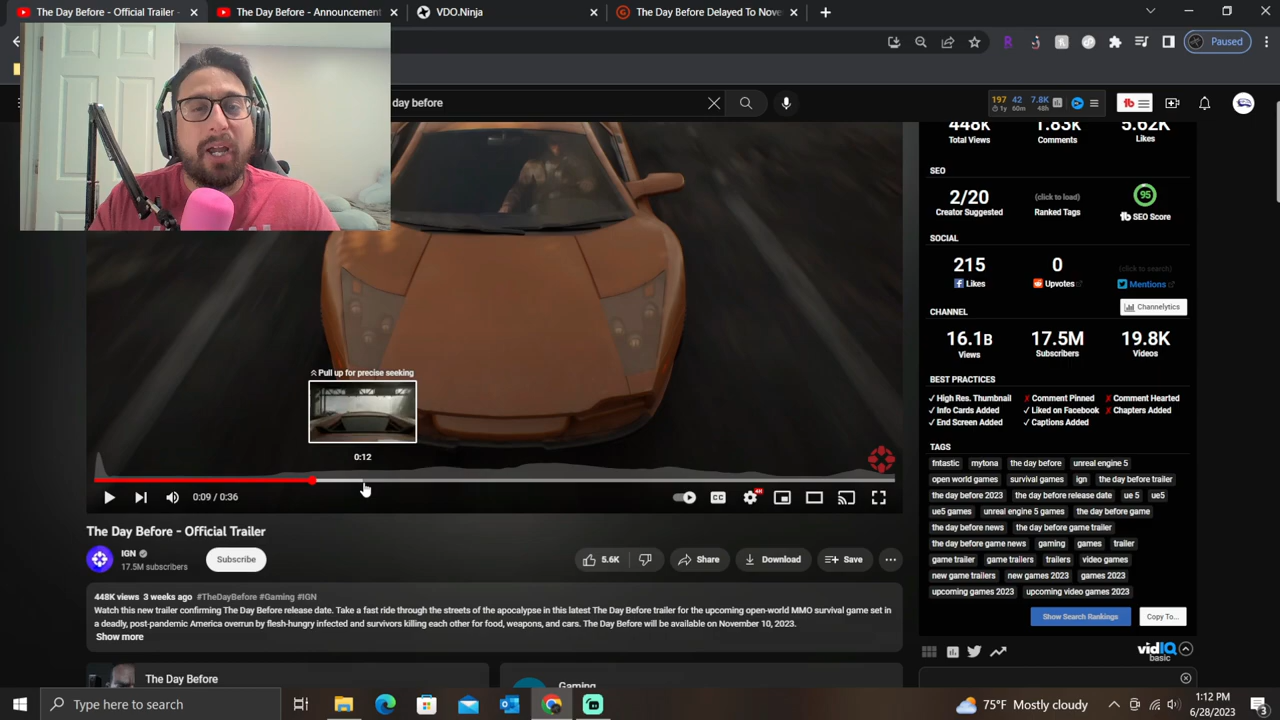 The Day Before - Official Trailer -
The Day Before - Announcement
VDO.Ninja
The Day Before Delayed To Nove
Paused
day before
197 42 7.8K
1y 60m 48h
448K 1.83K 5.62K
Total Views Comments Likes
SEO
2/20 (click to load) 95
Creator Suggested Ranked Tags tb SEO Score
SOCIAL
215 0 (click to search)
Likes Upvotes Mentions
CHANNEL
Channelytics
16.1B 17.5M 19.8K
Views Subscribers Videos
BEST PRACTICES
✓ High Res. Thumbnail ✗ Comment Pinned ✗ Comment Hearted
✓ Info Cards Added ✓ Liked on Facebook ✗ Chapters Added
✓ End Screen Added ✓ Captions Added
TAGS
fntastic mytona the day before unreal engine 5
open world games survival games ign the day before trailer
the day before 2023 the day before release date ue 5 ue5
ue5 games unreal engine 5 games the day before game
the day before news the day before game trailer
the day before game news gaming games trailer
game trailer game trailers trailers video games
new game trailers new game 2023 games 2023
upcoming games 2023 upcoming video games 2023
Show Search Rankings Copy To...
vidIQ
basic
Pull up for precise seeking
0:12
0:09 / 0:36
CC
The Day Before - Official Trailer
IGN
17.5M subscribers
Subscribe
5.6K
Share
Download
Save
448K views 3 weeks ago #TheDayBefore #Gaming #IGN
Watch this new trailer confirming The Day Before release date. Take a fast ride through the streets of the apocalypse in this latest The Day Before trailer for the upcoming open-world MMO survival game set in
a deadly, post-pandemic America overrun by flesh-hungry infected and survivors killing each other for food, weapons, and cars. The Day Before will be available on November 10, 2023.
Show more
The Day Before
Gaming
Type here to search
75°F Mostly cloudy
1:12 PM
6/28/2023
3